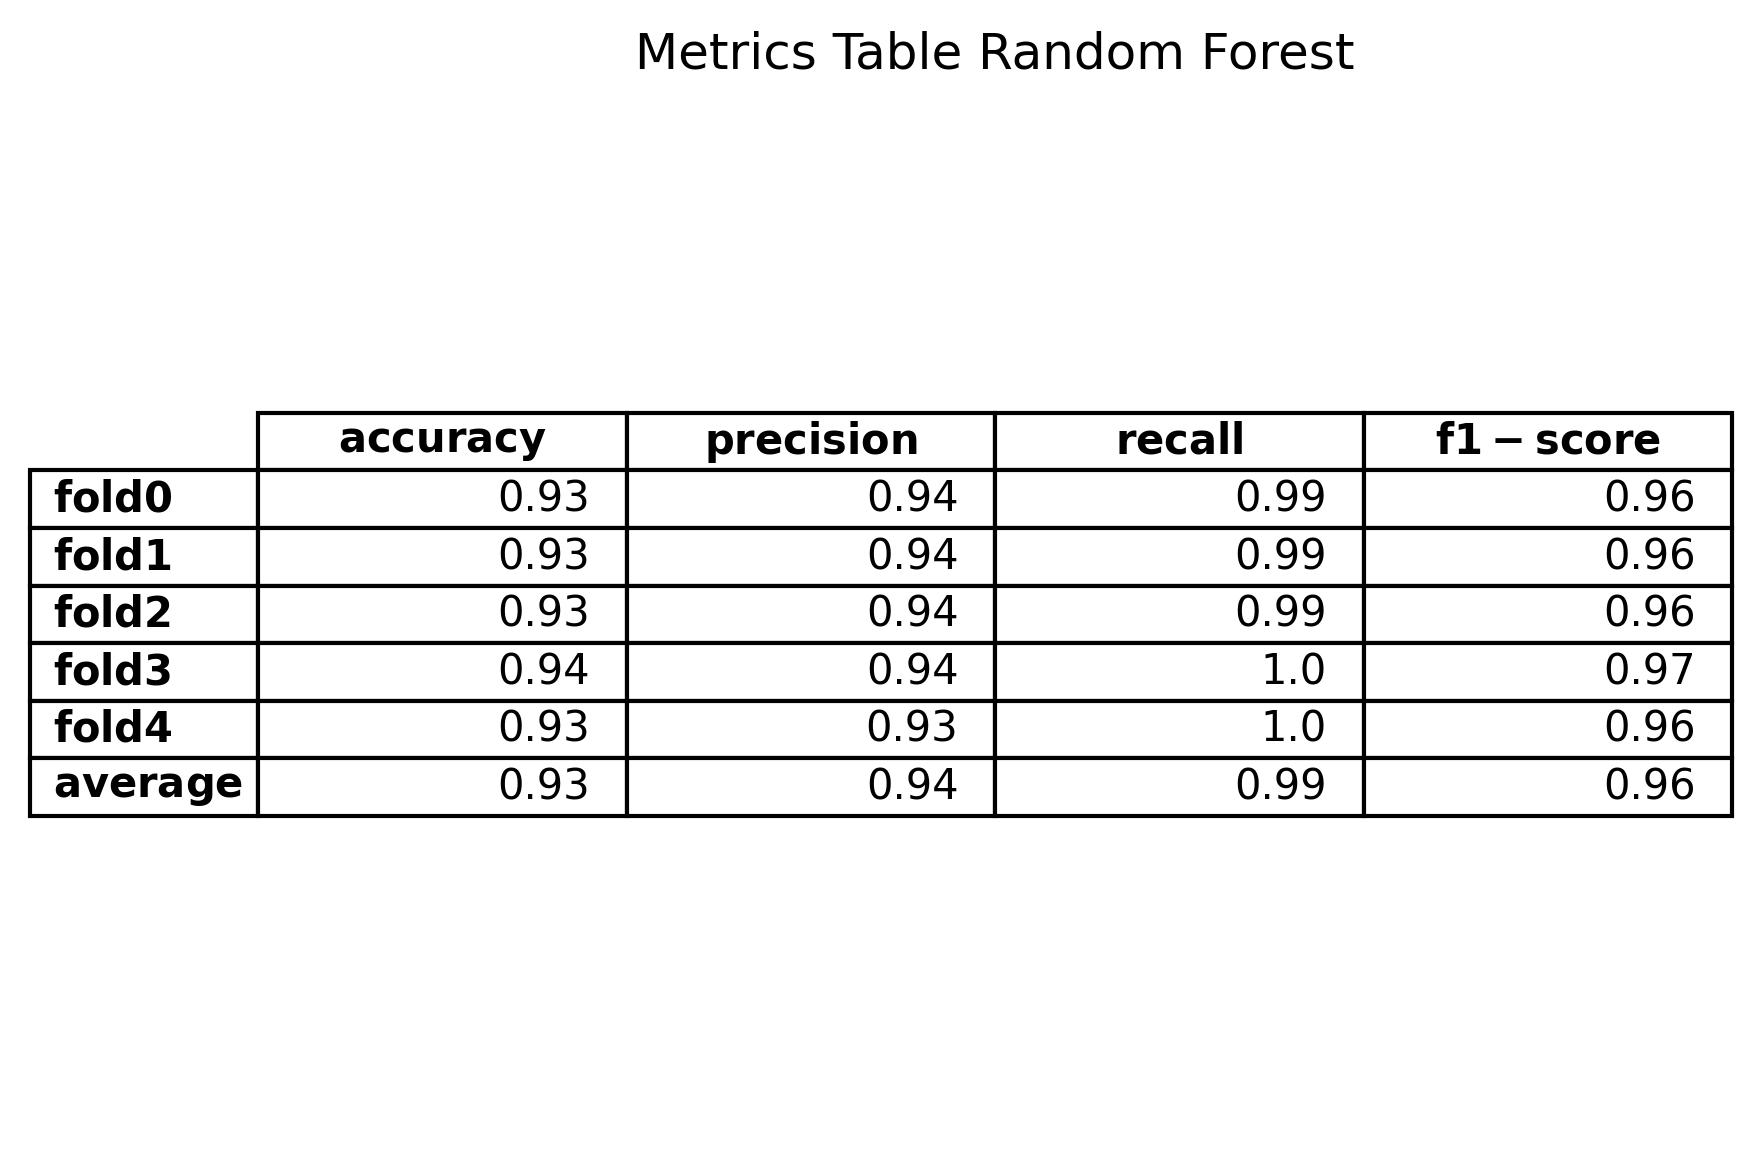 Metrics Table Random Forest
accuracy precision recall f1 − score
fold0 0.93 0.94 0.99 0.96
fold1 0.93 0.94 0.99 0.96
fold2 0.93 0.94 0.99 0.96
fold3 0.94 0.94 1.0 0.97
fold4 0.93 0.93 1.0 0.96
average 0.93 0.94 0.99 0.96